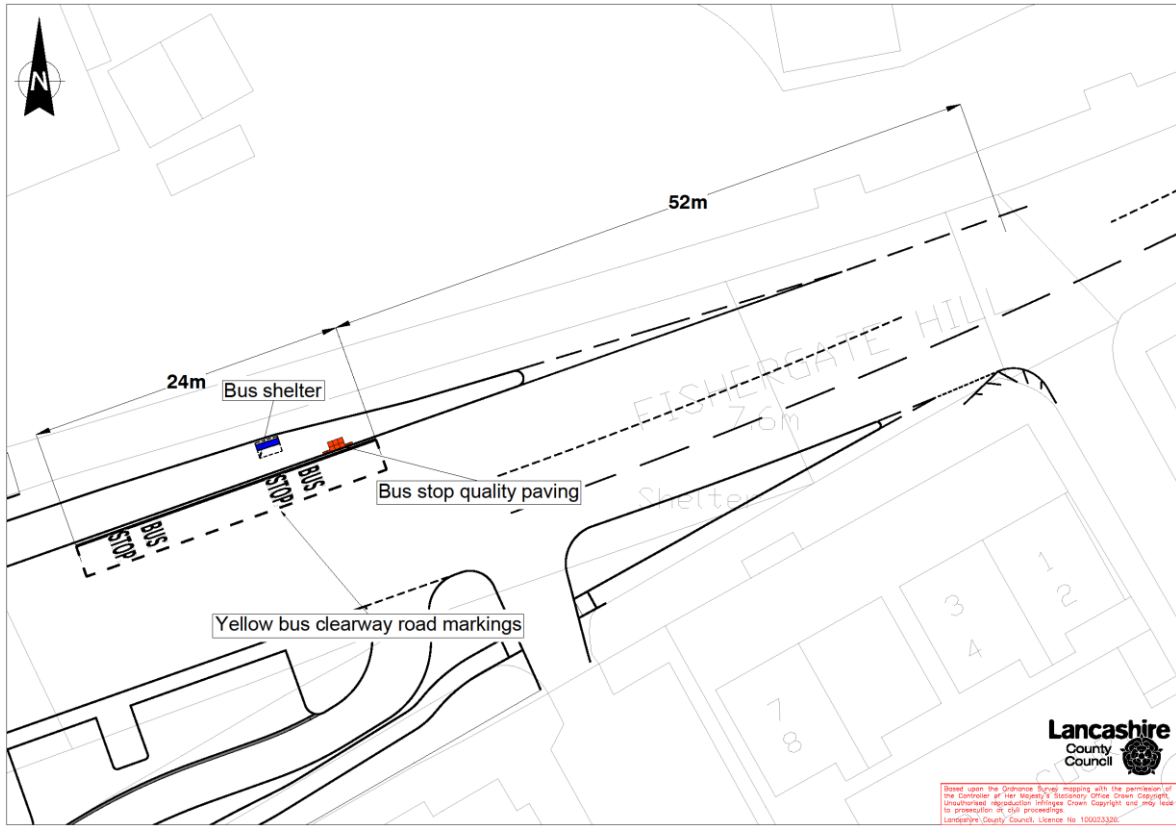 N
52m
24m
Bus shelter
FISHERGATE HILL
7.6m
Shelter
Bus stop quality paving
BUS
STOP
BUS
STOP
Yellow bus clearway road markings
1
2
3
4
7
8
Lancashire
County
Council
Based upon the Ordnance Survey mapping with the permission of
the Controller of Her Majesty's Stationary Office Crown Copyright.
Unauthorised reproduction infringes Crown Copyright and may lead
to prosecution or civil proceedings.
Lancashire County Council, Licence No 100023320.